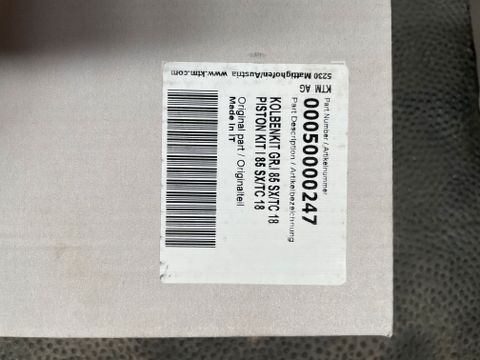 KTM AG
5230 Mattighofen/Austria www.ktm.com
Part Number / Artikelnummer
00050000247
Part Description / Artikelbezeichnung
KOLBENKIT GR.I 85 SX/TC 18
PISTON KIT I 85 SX/TC 18
Original part / Originalteil
Made in IT